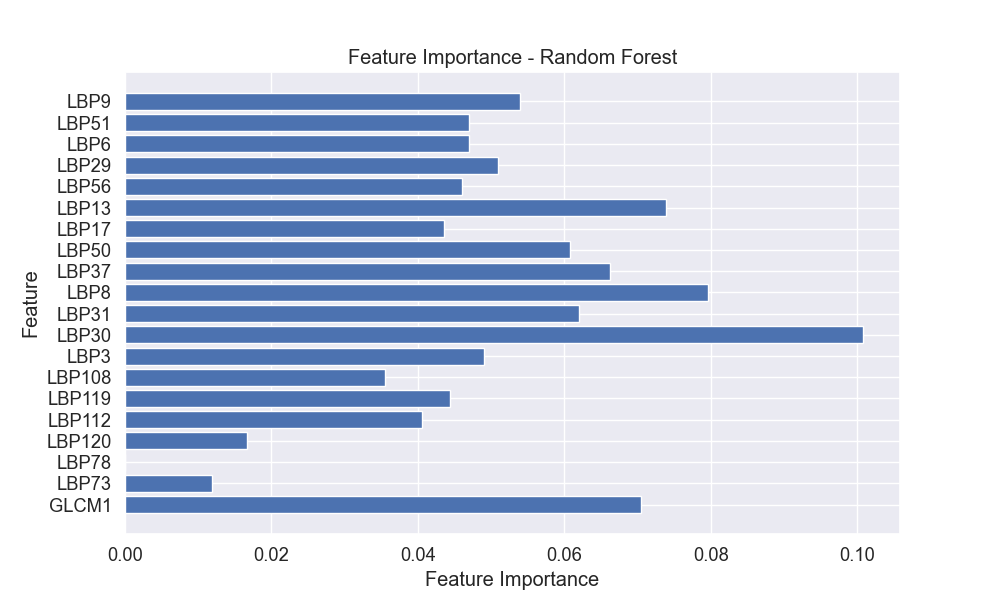 Feature Importance - Random Forest
LBP9
LBP51
LBP6
LBP29
LBP56
LBP13
LBP17
LBP50
LBP37
LBP8
LBP31
LBP30
LBP3
LBP108
LBP119
LBP112
LBP120
LBP78
LBP73
GLCM1
Feature
0.00 0.02 0.04 0.06 0.08 0.10
Feature Importance